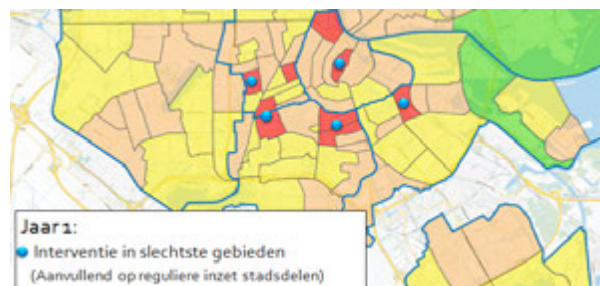 Jaar 1:
Interventie in slechtste gebieden
(Aanvullend op reguliere inzet stadsdelen)